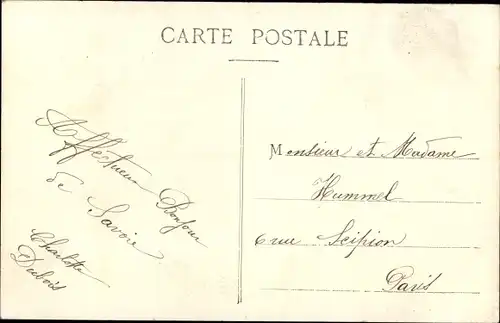 CARTE POSTALE
Affectueux Bonjour
de Savoie
Charlotte
Dubois
Monsieur et Madame
Hummel
6 rue Scipion
Paris